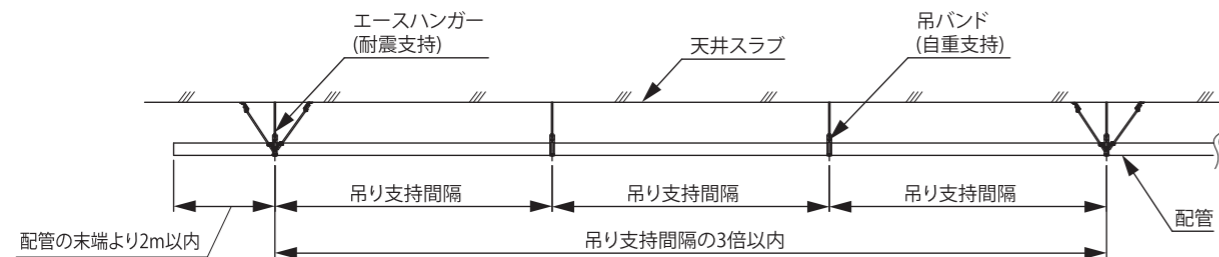 エースハンガー
(耐震支持)
天井スラブ
吊バンド
(自重支持)
吊り支持間隔
吊り支持間隔
吊り支持間隔
配管
配管の末端より2m以内
吊り支持間隔の3倍以内